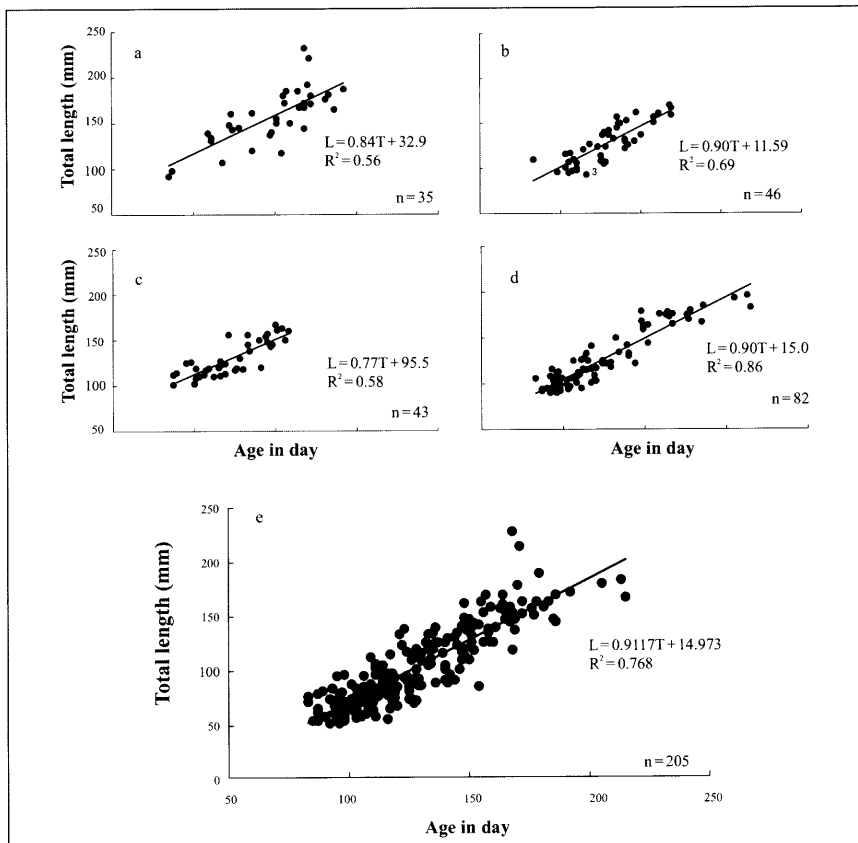 a
Total length (mm)
250
200
150
100
50
L=0.84T+32.9
R²=0.56
n=35
b
L=0.90T+11.59
R²=0.69
3
n=46
c
Total length (mm)
250
200
150
100
50
L=0.77T+95.5
R²=0.58
n=43
Age in day
d
L=0.90T+15.0
R²=0.86
n=82
Age in day
e
Total length (mm)
250
200
150
100
50
0
L=0.9117T+14.973
R²=0.768
n=205
50
100
150
200
250
Age in day